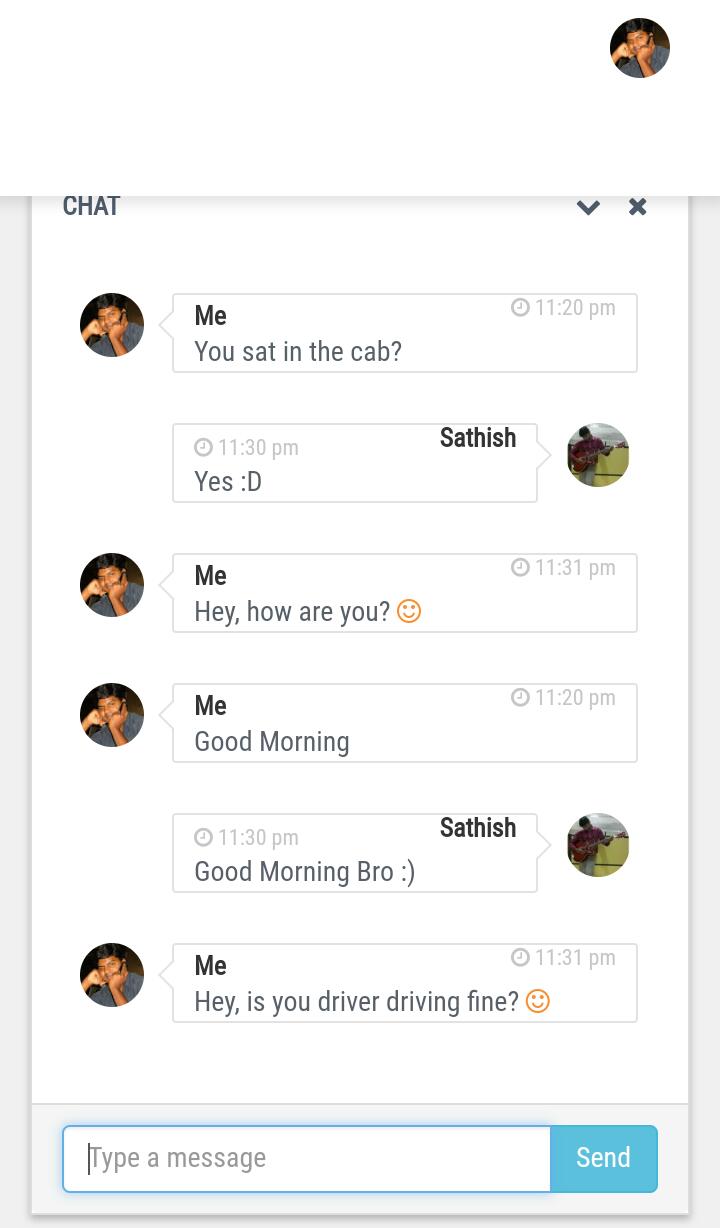 CHAT
Me 11:20 pm
You sat in the cab?
11:30 pm Sathish
Yes :D
Me 11:31 pm
Hey, how are you?
Me 11:20 pm
Good Morning
11:30 pm Sathish
Good Morning Bro :)
Me 11:31 pm
Hey, is you driver driving fine?
Type a message Send